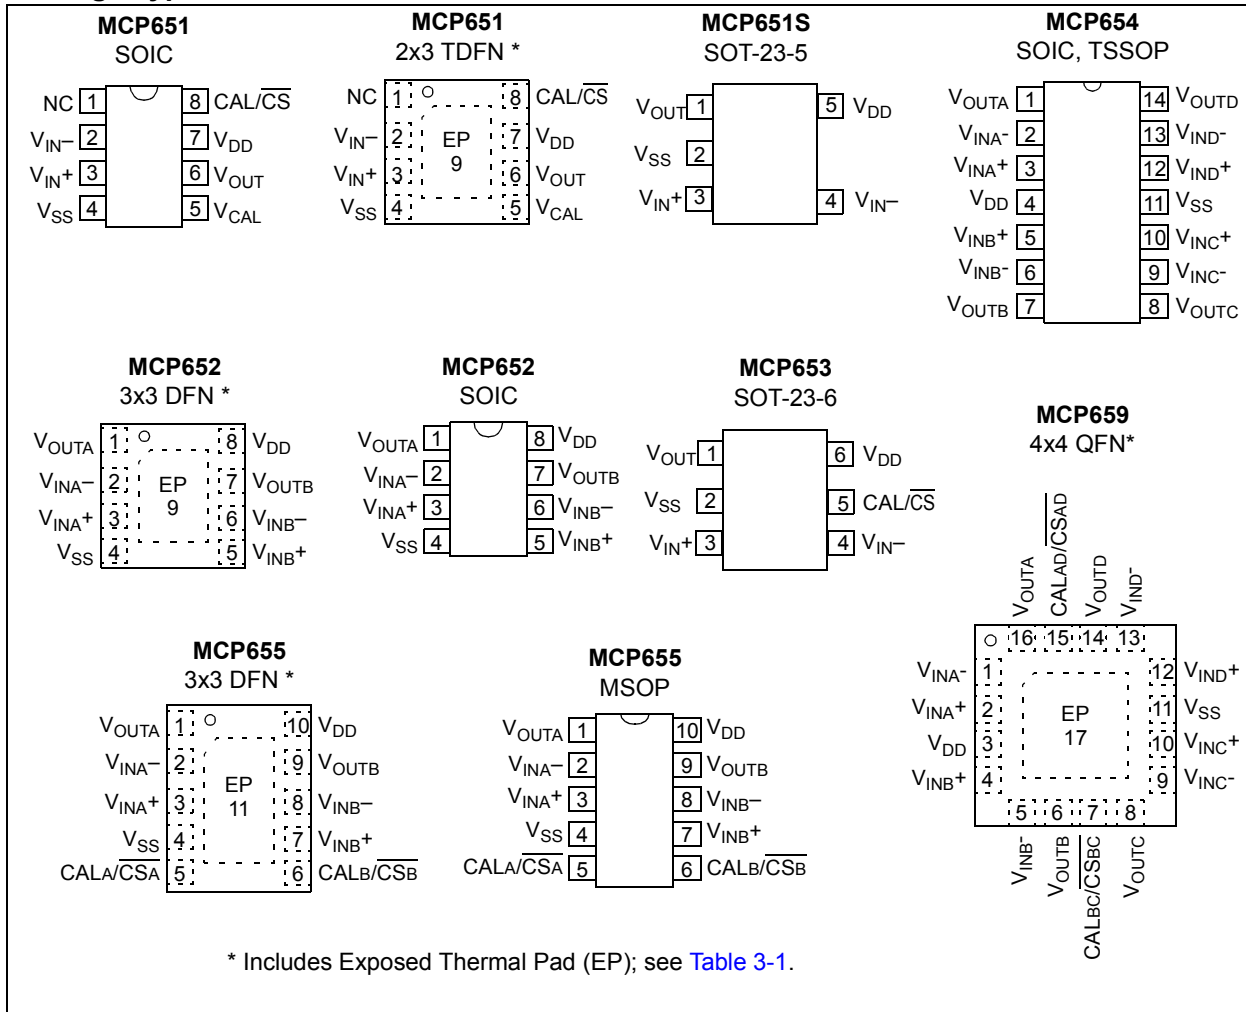 MCP651
SOIC
NC 1
VIN– 2
VIN+ 3
VSS 4
8 CAL/CS
7 VDD
6 VOUT
5 VCAL
MCP651
2x3 TDFN *
NC 1
VIN– 2
VIN+ 3
VSS 4
EP
9
8 CAL/CS
7 VDD
6 VOUT
5 VCAL
MCP651S
SOT-23-5
VOUT 1
VSS 2
VIN+ 3
5 VDD
4 VIN–
MCP654
SOIC, TSSOP
VOUTA 1
VINA- 2
VINA+ 3
VDD 4
VINB+ 5
VINB- 6
VOUTB 7
14 VOUTD
13 VIND-
12 VIND+
11 VSS
10 VINC+
9 VINC-
8 VOUTC
MCP652
3x3 DFN *
VOUTA 1
VINA– 2
VINA+ 3
VSS 4
EP
9
8 VDD
7 VOUTB
6 VINB–
5 VINB+
MCP652
SOIC
VOUTA 1
VINA– 2
VINA+ 3
VSS 4
8 VDD
7 VOUTB
6 VINB–
5 VINB+
MCP653
SOT-23-6
VOUT 1
VSS 2
VIN+ 3
6 VDD
5 CAL/CS
4 VIN–
MCP659
4x4 QFN*
VOUTA
CALAD/CSAD
VOUTD
VIND-
16 15 14 13
VINA- 1
VINA+ 2
VDD 3
VINB+ 4
EP
17
12 VIND+
11 VSS
10 VINC+
9 VINC-
5 6 7 8
VINB-
VOUTB
CALBC/CSBC
VOUTC
MCP655
3x3 DFN *
VOUTA 1
VINA– 2
VINA+ 3
VSS 4
CALA/CSA 5
EP
11
10 VDD
9 VOUTB
8 VINB–
7 VINB+
6 CALB/CSB
MCP655
MSOP
VOUTA 1
VINA– 2
VINA+ 3
VSS 4
CALA/CSA 5
10 VDD
9 VOUTB
8 VINB–
7 VINB+
6 CALB/CSB
* Includes Exposed Thermal Pad (EP); see Table 3-1.